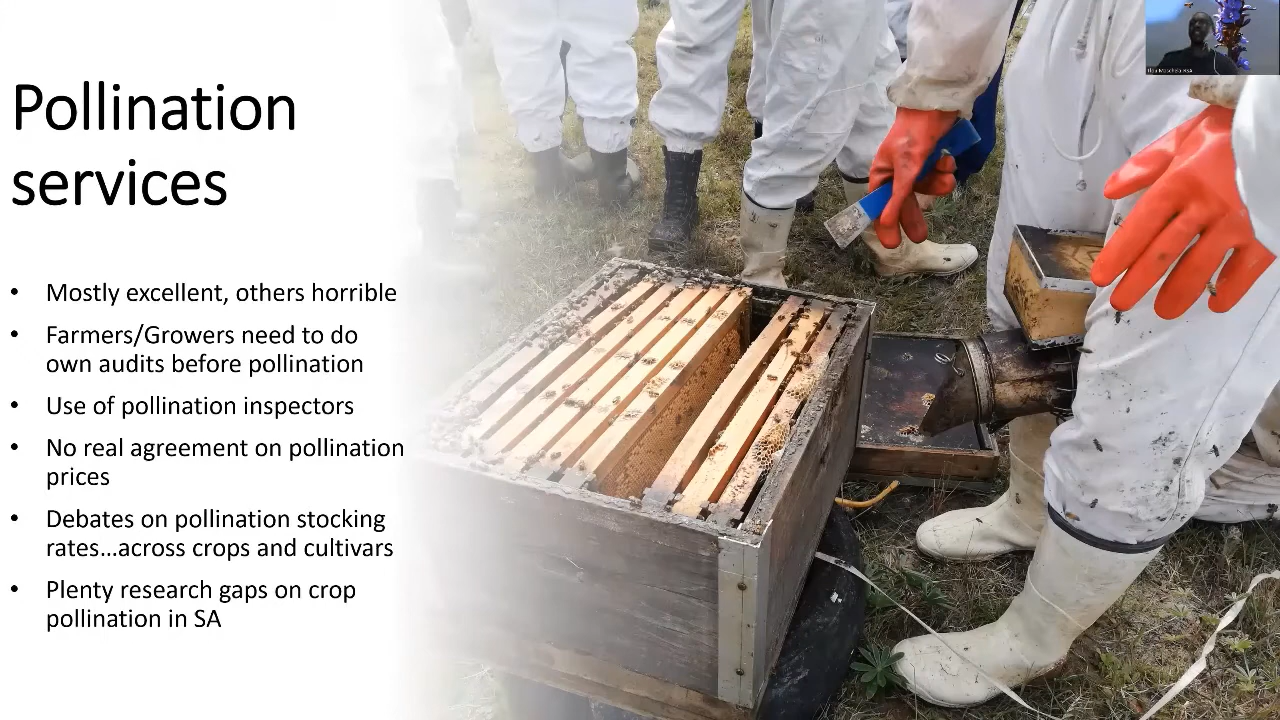 Pollination
services
• Mostly excellent, others horrible
• Farmers/Growers need to do
own audits before pollination
• Use of pollination inspectors
• No real agreement on pollination
prices
• Debates on pollination stocking
rates...across crops and cultivars
• Plenty research gaps on crop
pollination in SA